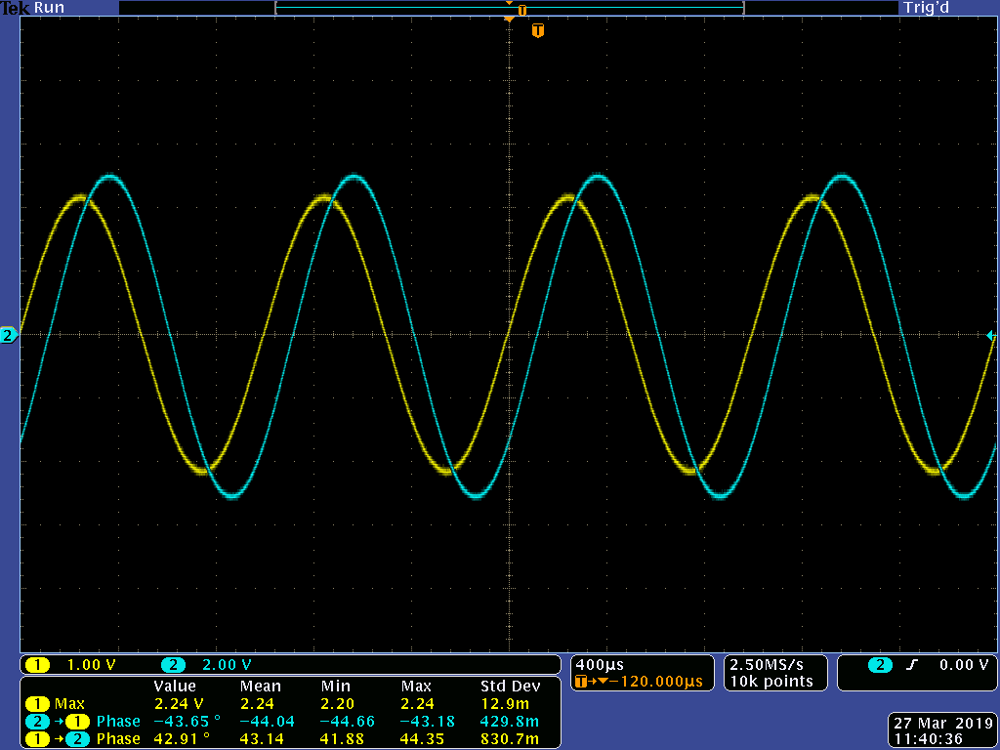 Tek Run Trig'd
T
T
2
1 1.00 V 2 2.00 V 400µs 2.50MS/s 2 0.00 V
T→▼−120.000µs 10k points
Value Mean Min Max Std Dev
1 Max 2.24 V 2.24 2.20 2.24 12.9m
2 → 1 Phase −43.65 ° −44.04 −44.66 −43.18 429.8m
1 → 2 Phase 42.91 ° 43.14 41.88 44.35 830.7m
27 Mar 2019
11:40:36